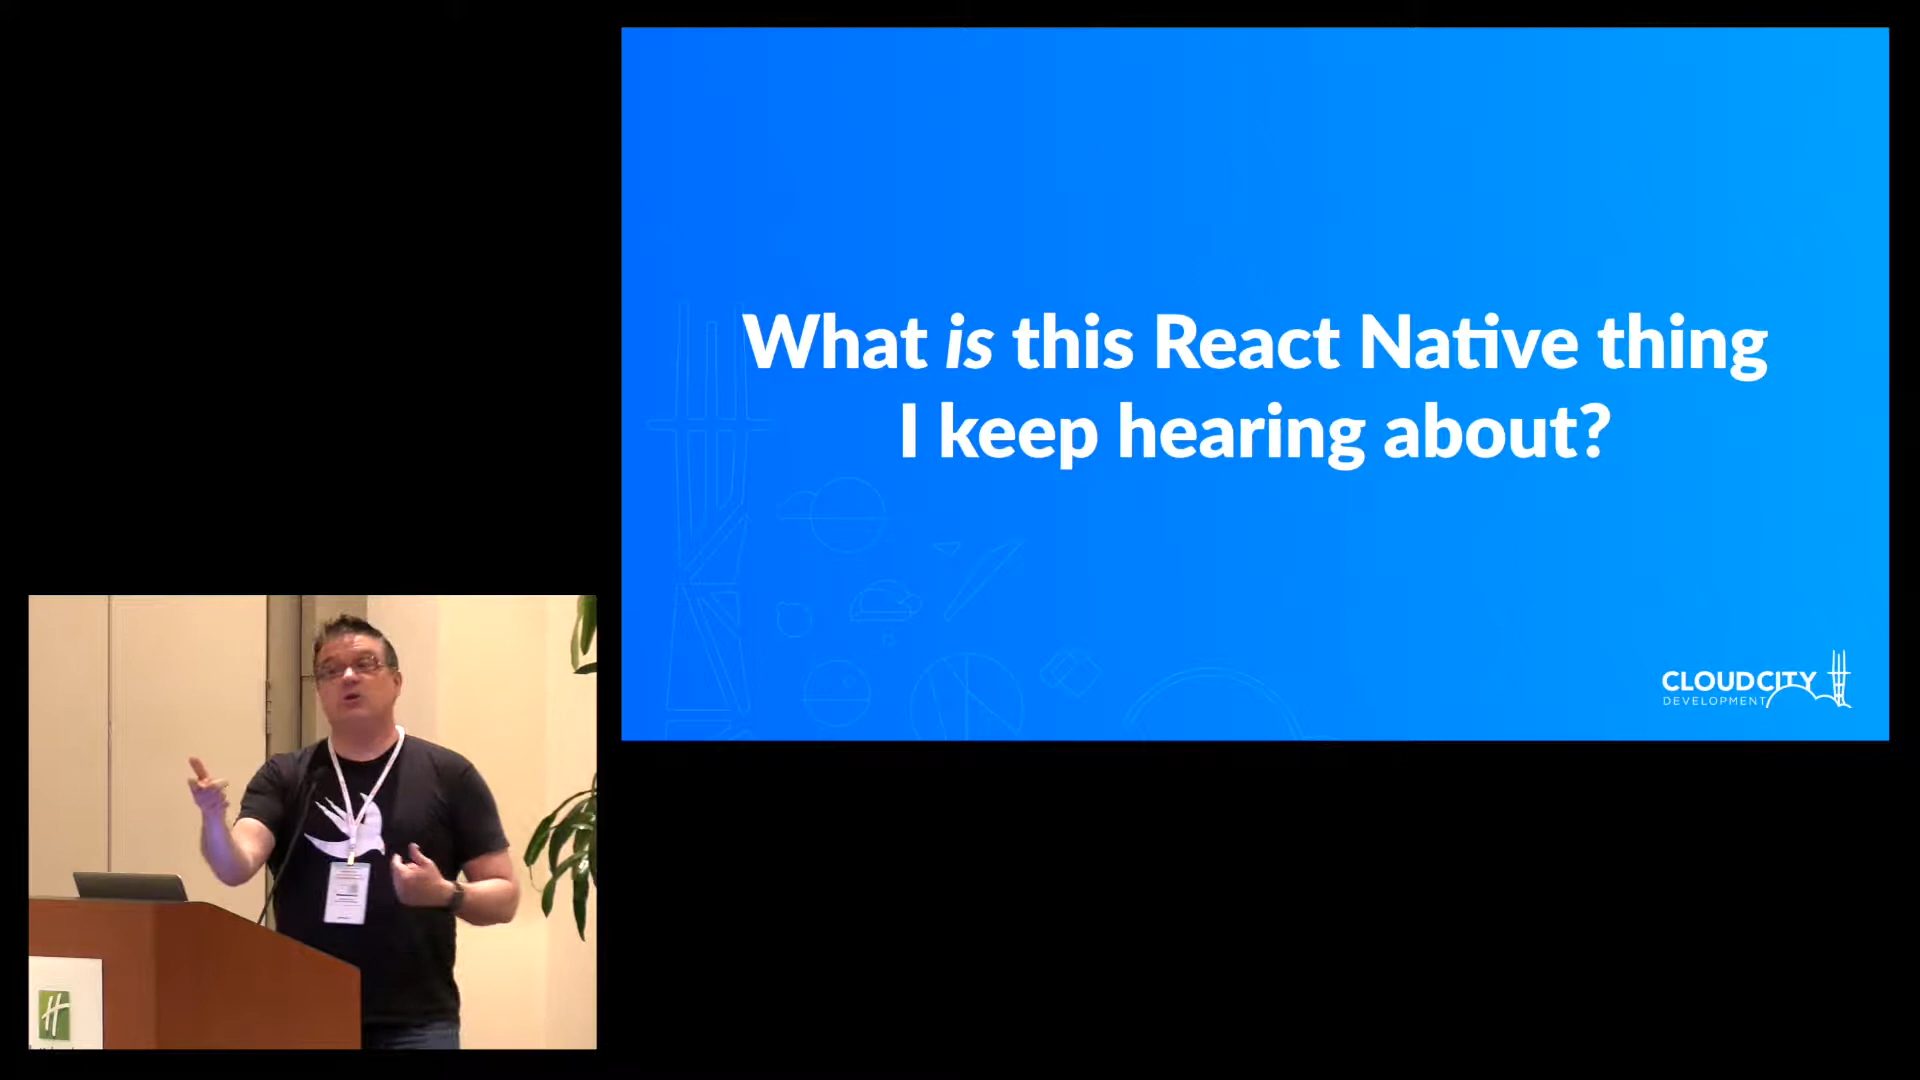 What is this React Native thing
I keep hearing about?
CLOUDCITY
DEVELOPMENT
H